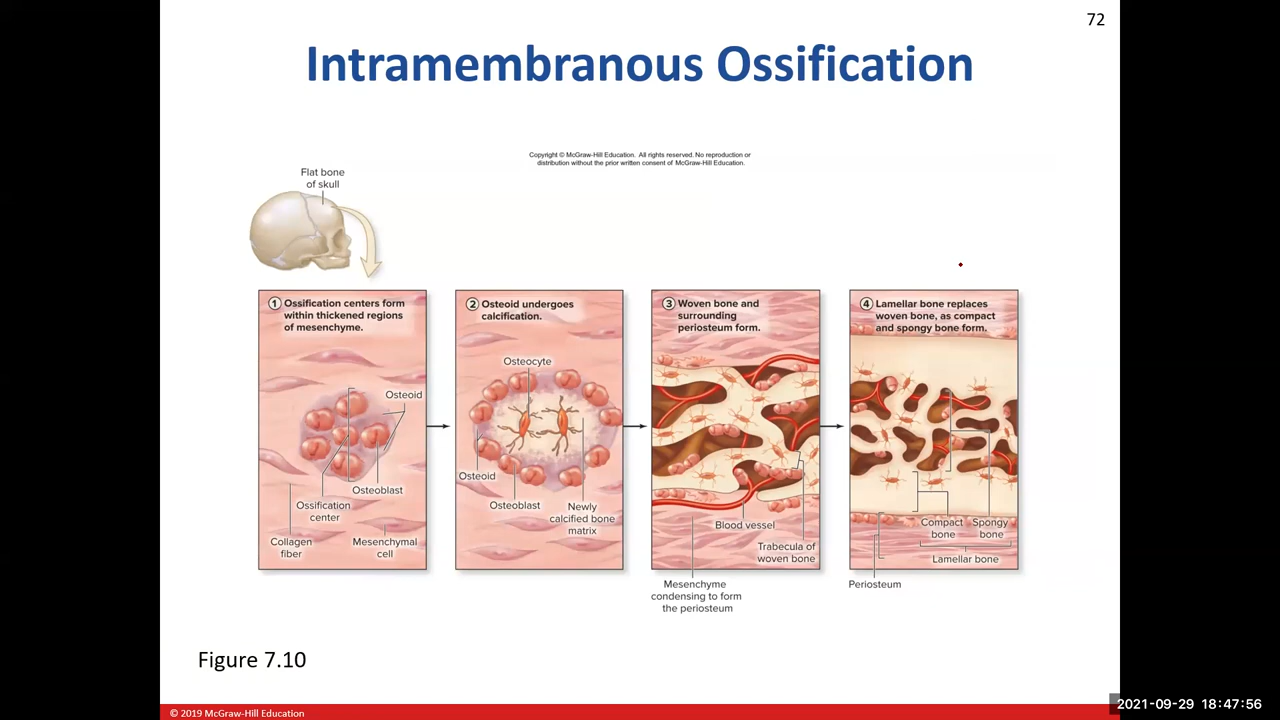 72
Intramembranous Ossification
Copyright © McGraw-Hill Education. All rights reserved. No reproduction or
distribution without the prior written consent of McGraw-Hill Education.
Flat bone
of skull
1 Ossification centers form
within thickened regions
of mesenchyme.
Osteoid
Osteoblast
Ossification
center
Collagen
fiber
Mesenchymal
cell
2 Osteoid undergoes
calcification.
Osteocyte
Osteoid
Osteoblast
Newly
calcified bone
matrix
3 Woven bone and
surrounding
periosteum form.
Blood vessel
Trabecula of
woven bone
Mesenchyme
condensing to form
the periosteum
4 Lamellar bone replaces
woven bone, as compact
and spongy bone form.
Compact
bone
Spongy
bone
Lamellar bone
Periosteum
Figure 7.10
© 2019 McGraw-Hill Education
2021-09-29 18:47:56